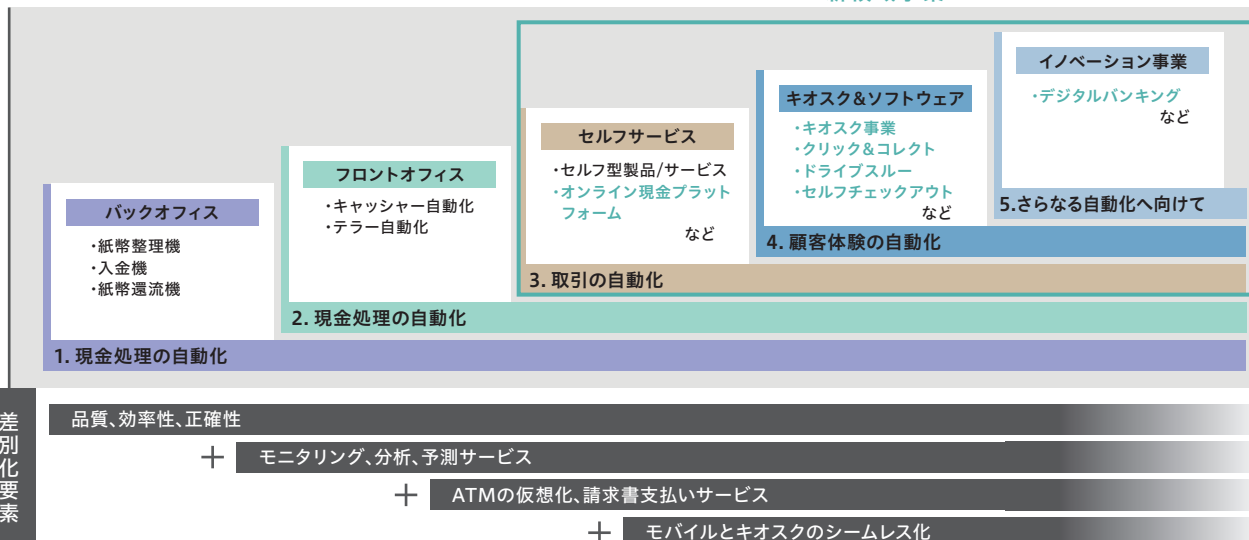 イノベーション事業
・デジタルバンキング
など
5.さらなる自動化へ向けて
キオスク&ソフトウェア
・キオスク事業
・クリック&コレクト
・ドライブスルー
・セルフチェックアウト
など
4. 顧客体験の自動化
セルフサービス
・セルフ型製品/サービス
・オンライン現金プラット
フォーム
など
3. 取引の自動化
フロントオフィス
・キャッシャー自動化
・テラー自動化
2. 現金処理の自動化
バックオフィス
・紙幣整理機
・入金機
・紙幣還流機
1. 現金処理の自動化
差別化要素
品質、効率性、正確性
+
モニタリング、分析、予測サービス
+
ATMの仮想化、請求書支払いサービス
+
モバイルとキオスクのシームレス化